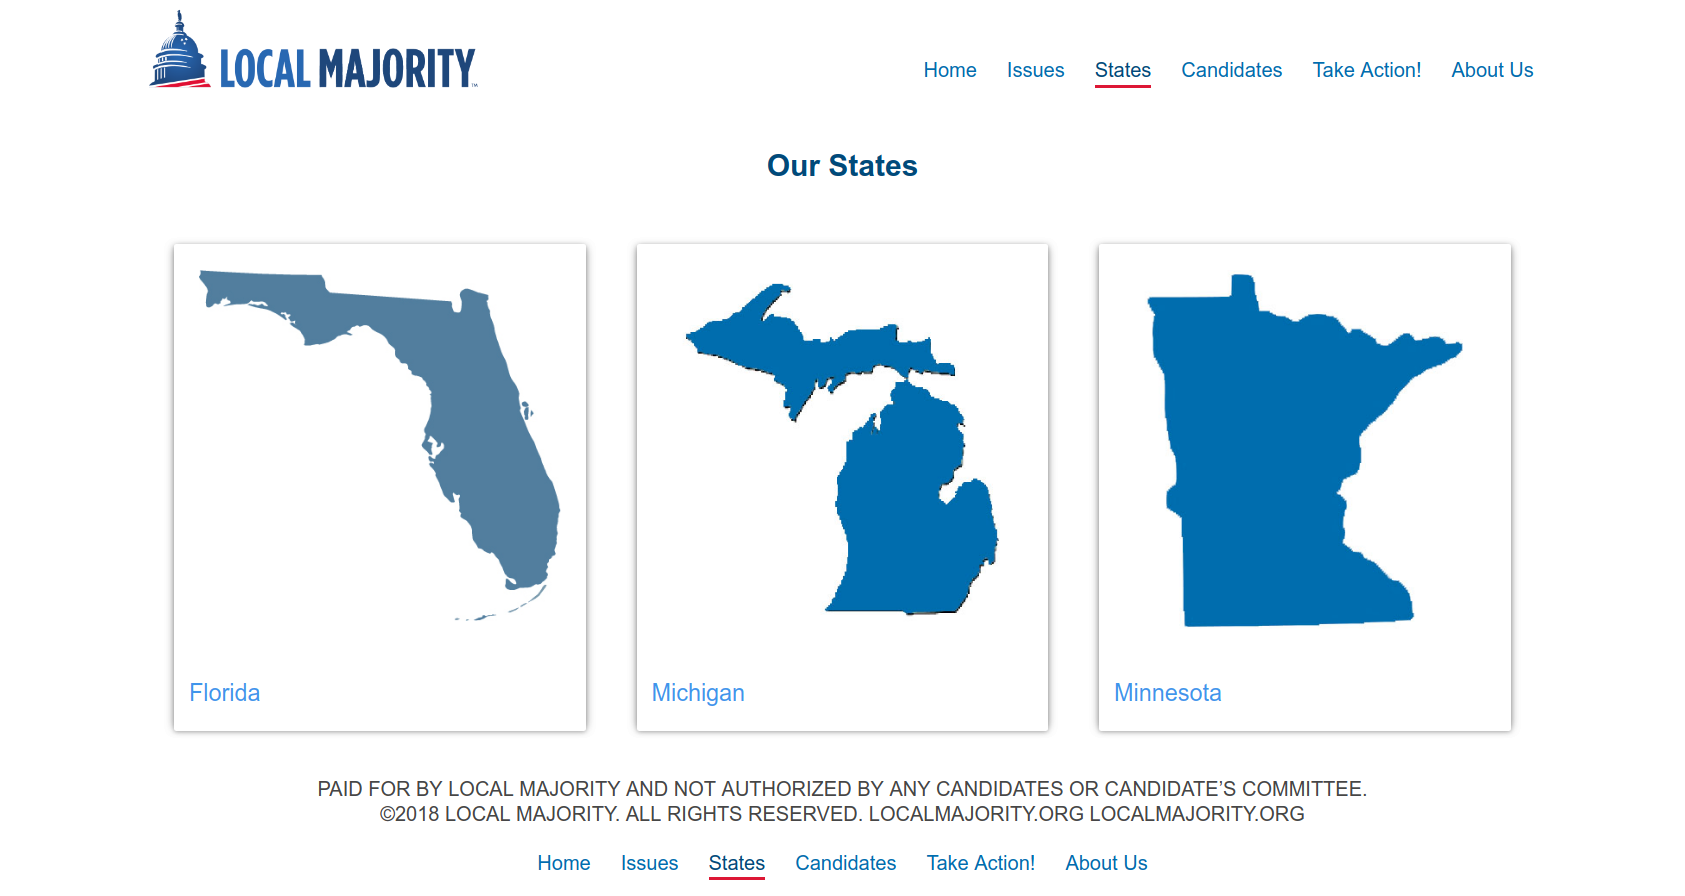 LOCAL MAJORITY™
Home Issues States Candidates Take Action! About Us
Our States
Florida
Michigan
Minnesota
PAID FOR BY LOCAL MAJORITY AND NOT AUTHORIZED BY ANY CANDIDATES OR CANDIDATE’S COMMITTEE.
©2018 LOCAL MAJORITY. ALL RIGHTS RESERVED. LOCALMAJORITY.ORG LOCALMAJORITY.ORG
Home Issues States Candidates Take Action! About Us